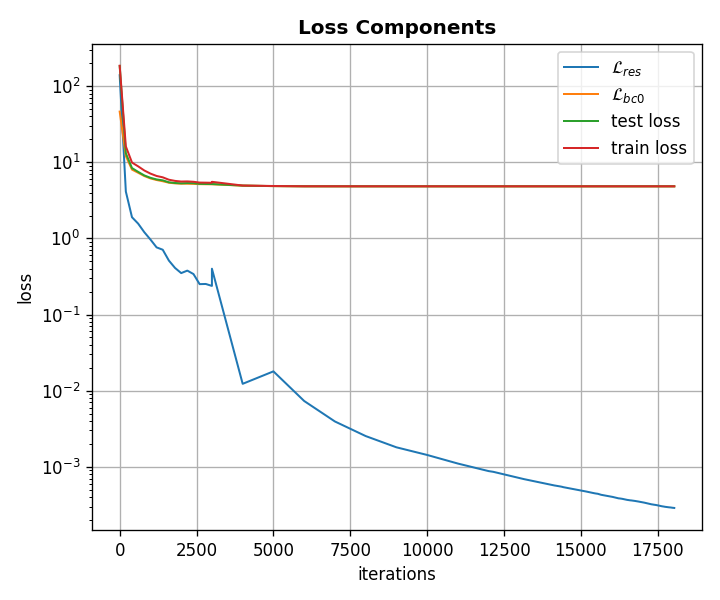 Loss Components
loss
10²
10¹
10⁰
10⁻¹
10⁻²
10⁻³
ℒ_res
ℒ_bc0
test loss
train loss
0 2500 5000 7500 10000 12500 15000 17500
iterations